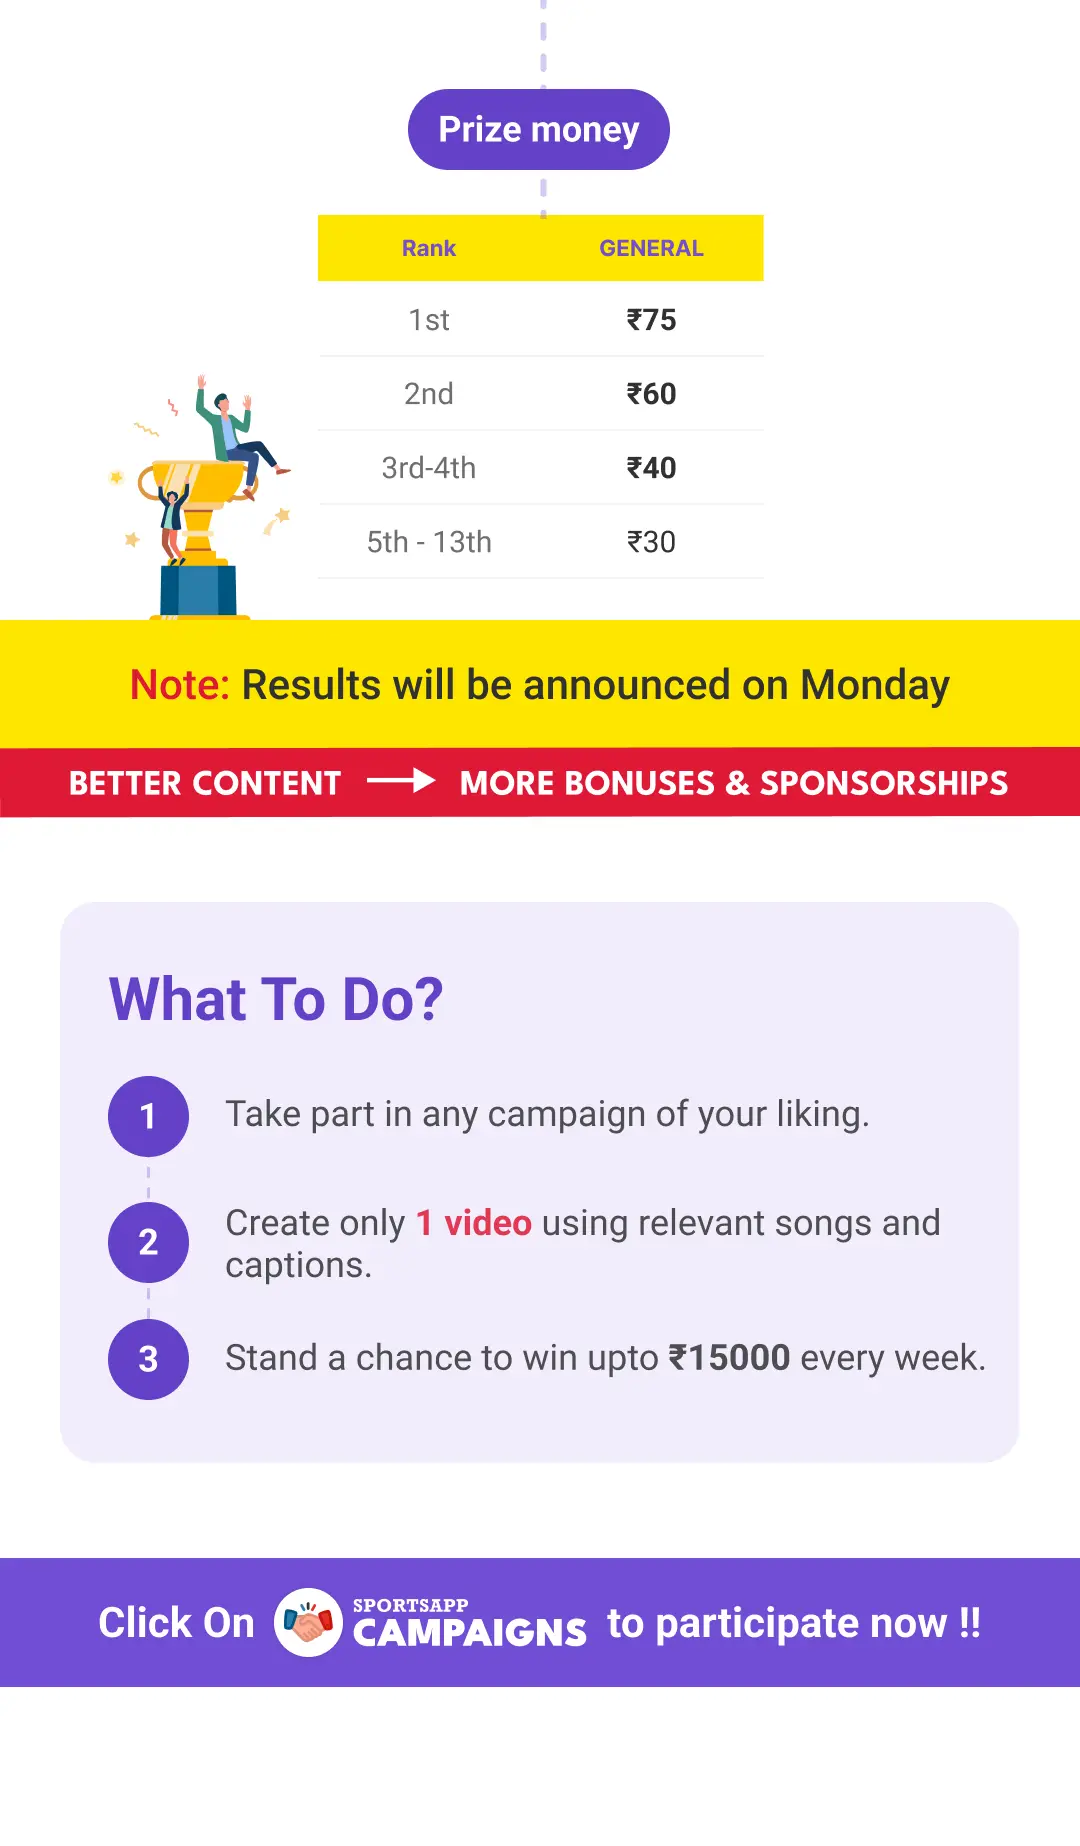 Prize money
Rank GENERAL
1st ₹75
2nd ₹60
3rd-4th ₹40
5th - 13th ₹30
Note: Results will be announced on Monday
BETTER CONTENT → MORE BONUSES & SPONSORSHIPS
What To Do?
1 Take part in any campaign of your liking.
2 Create only 1 video using relevant songs and
captions.
3 Stand a chance to win upto ₹15000 every week.
Click On SPORTSAPP CAMPAIGNS to participate now !!